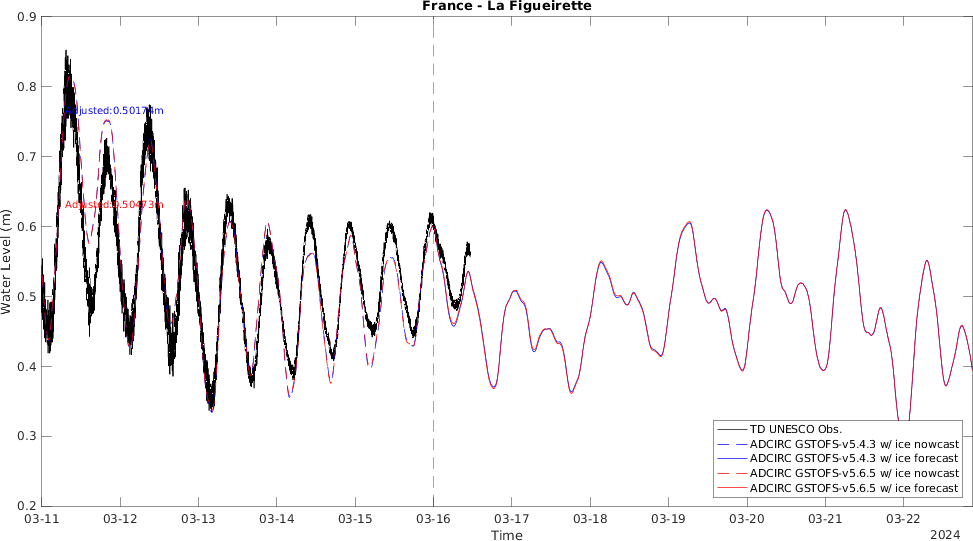 France - La Figueirette
0.9
0.8
0.7
0.6
0.5
0.4
0.3
0.2
Water Level (m)
Adjusted:0.50174m
Adjusted:0.50473m
TD UNESCO Obs.
ADCIRC GSTOFS-v5.4.3 w/ ice nowcast
ADCIRC GSTOFS-v5.4.3 w/ ice forecast
ADCIRC GSTOFS-v5.6.5 w/ ice nowcast
ADCIRC GSTOFS-v5.6.5 w/ ice forecast
03-11 03-12 03-13 03-14 03-15 03-16 03-17 03-18 03-19 03-20 03-21 03-22
Time
2024